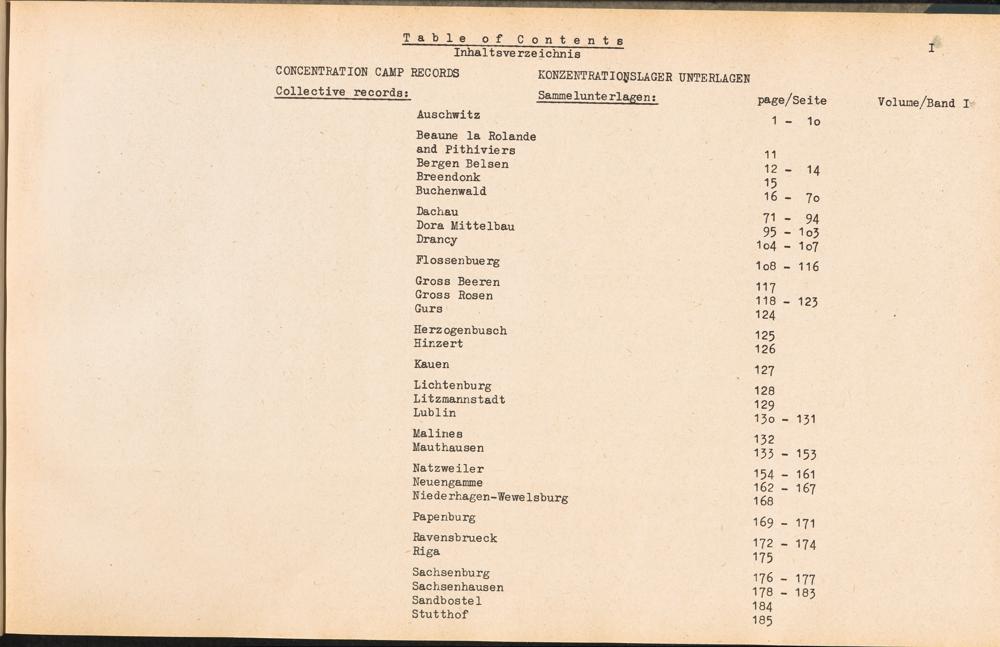 Table of Contents
Inhaltsverzeichnis
I
CONCENTRATION CAMP RECORDS KONZENTRATIONSLAGER UNTERLAGEN
Collective records: Sammelunterlagen: page/Seite Volume/Band I
Auschwitz 1 - 1o
Beaune la Rolande
and Pithiviers 11
Bergen Belsen 12 - 14
Breendonk 15
Buchenwald 16 - 7o
Dachau 71 - 94
Dora Mittelbau 95 - 1o3
Drancy 1o4 - 1o7
Flossenbuerg 1o8 - 116
Gross Beeren 117
Gross Rosen 118 - 123
Gurs 124
Herzogenbusch 125
Hinzert 126
Kauen 127
Lichtenburg 128
Litzmannstadt 129
Lublin 13o - 131
Malines 132
Mauthausen 133 - 153
Natzweiler 154 - 161
Neuengamme 162 - 167
Niederhagen-Wewelsburg 168
Papenburg 169 - 171
Ravensbrueck 172 - 174
Riga 175
Sachsenburg 176 - 177
Sachsenhausen 178 - 183
Sandbostel 184
Stutthof 185